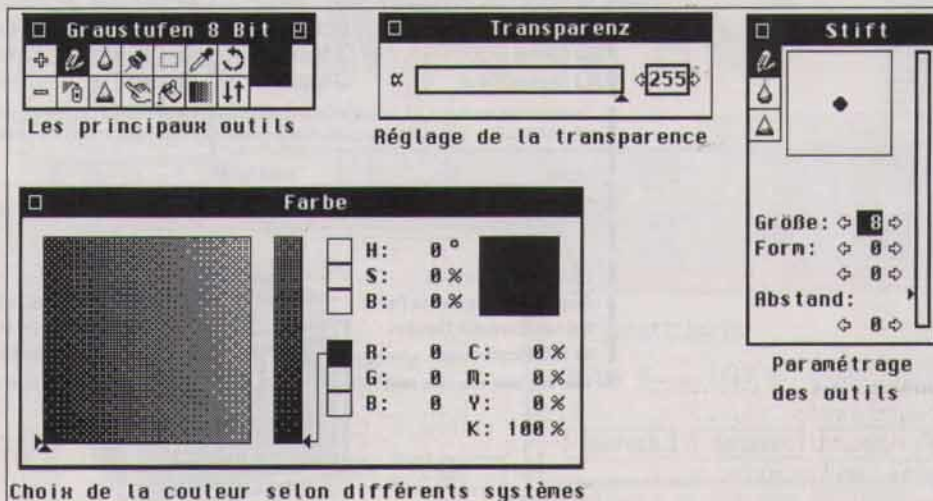 Graustufen 8 Bit
Les principaux outils
Transparenz
α 255
Réglage de la transparence
Stift
Größe: 8
Form: 0
0
Abstand:
0
Paramétrage
des outils
Farbe
H: 0 °
S: 0 %
B: 0 %
R: 0 C: 0 %
G: 0 M: 0 %
B: 0 Y: 0 %
K: 100 %
Choix de la couleur selon différents systèmes